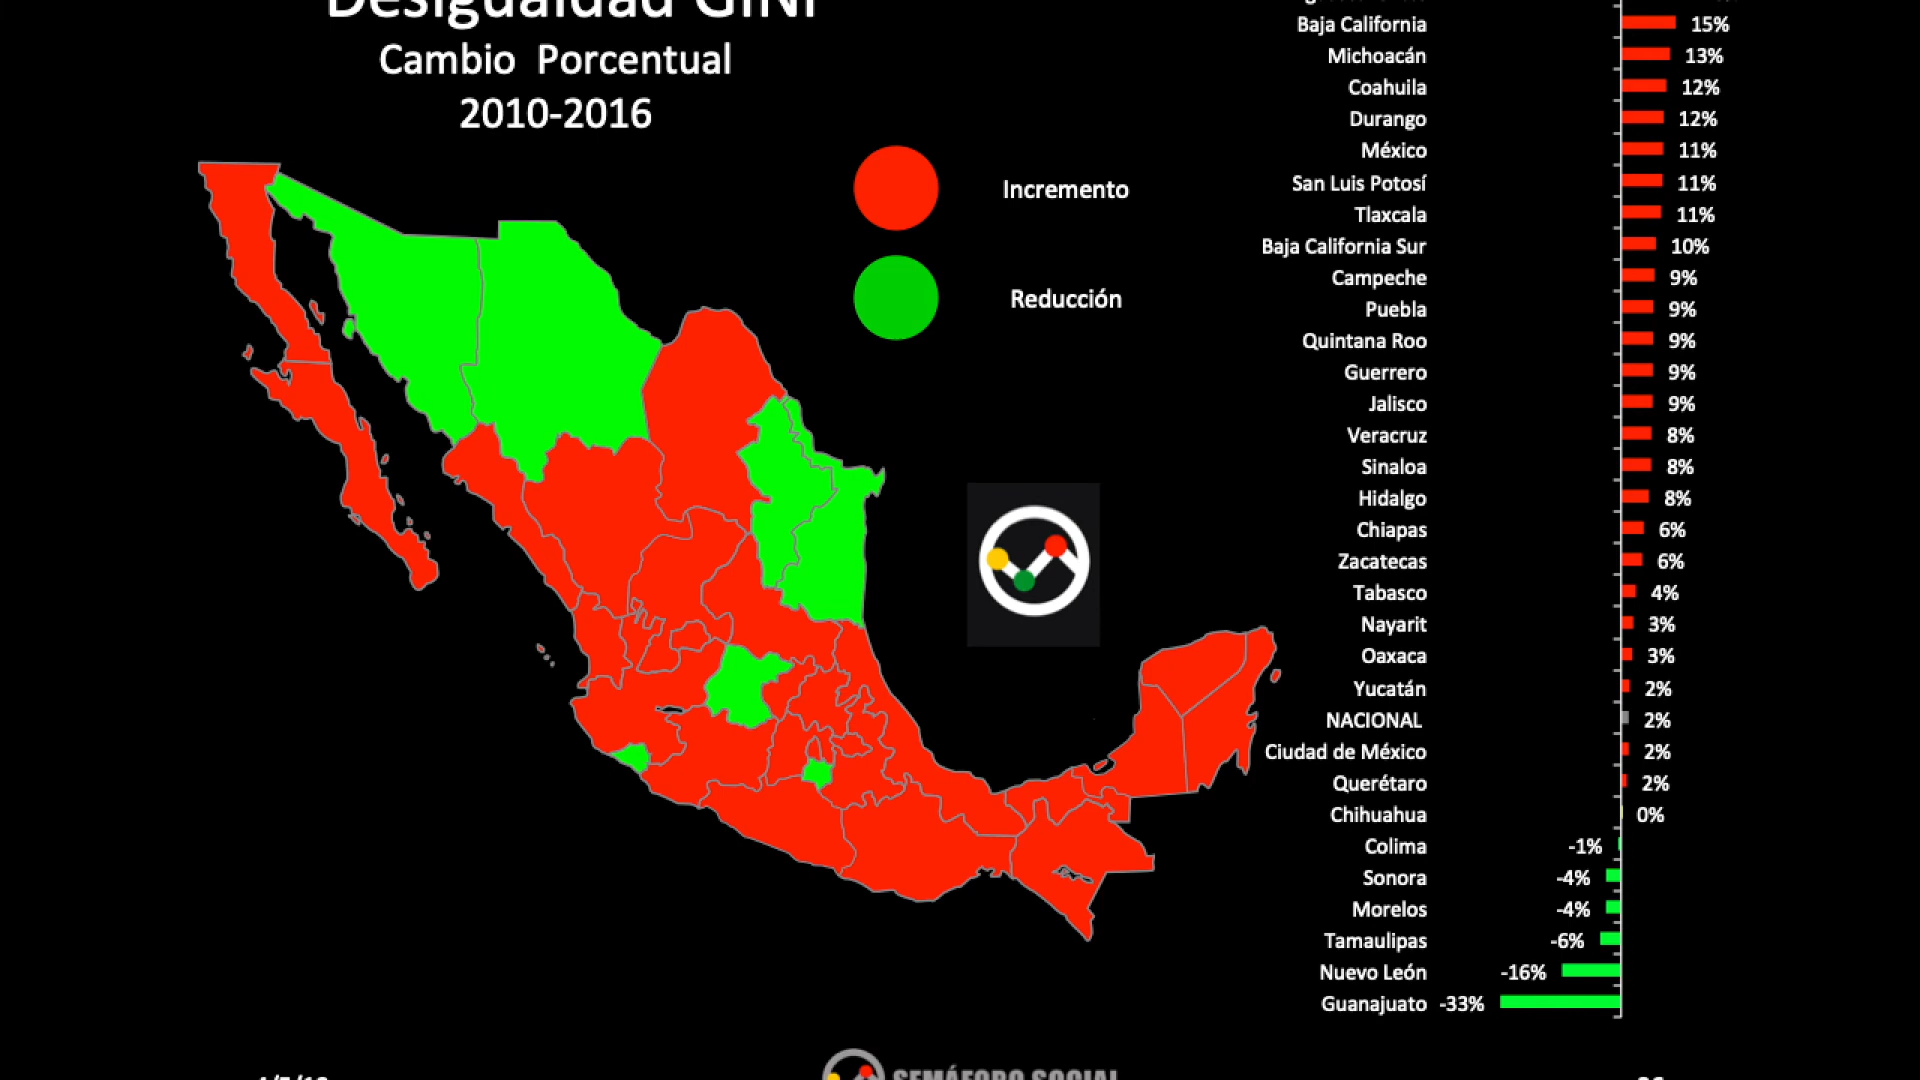 Desigualdad GINI
Cambio Porcentual
2010-2016
Incremento
Reducción
Baja California 15%
Michoacán 13%
Coahuila 12%
Durango 12%
México 11%
San Luis Potosí 11%
Tlaxcala 11%
Baja California Sur 10%
Campeche 9%
Puebla 9%
Quintana Roo 9%
Guerrero 9%
Jalisco 9%
Veracruz 8%
Sinaloa 8%
Hidalgo 8%
Chiapas 6%
Zacatecas 6%
Tabasco 4%
Nayarit 3%
Oaxaca 3%
Yucatán 2%
NACIONAL 2%
Ciudad de México 2%
Querétaro 2%
Chihuahua 0%
Colima -1%
Sonora -4%
Morelos -4%
Tamaulipas -6%
Nuevo León -16%
Guanajuato -33%
SEMÁFORO SOCIAL